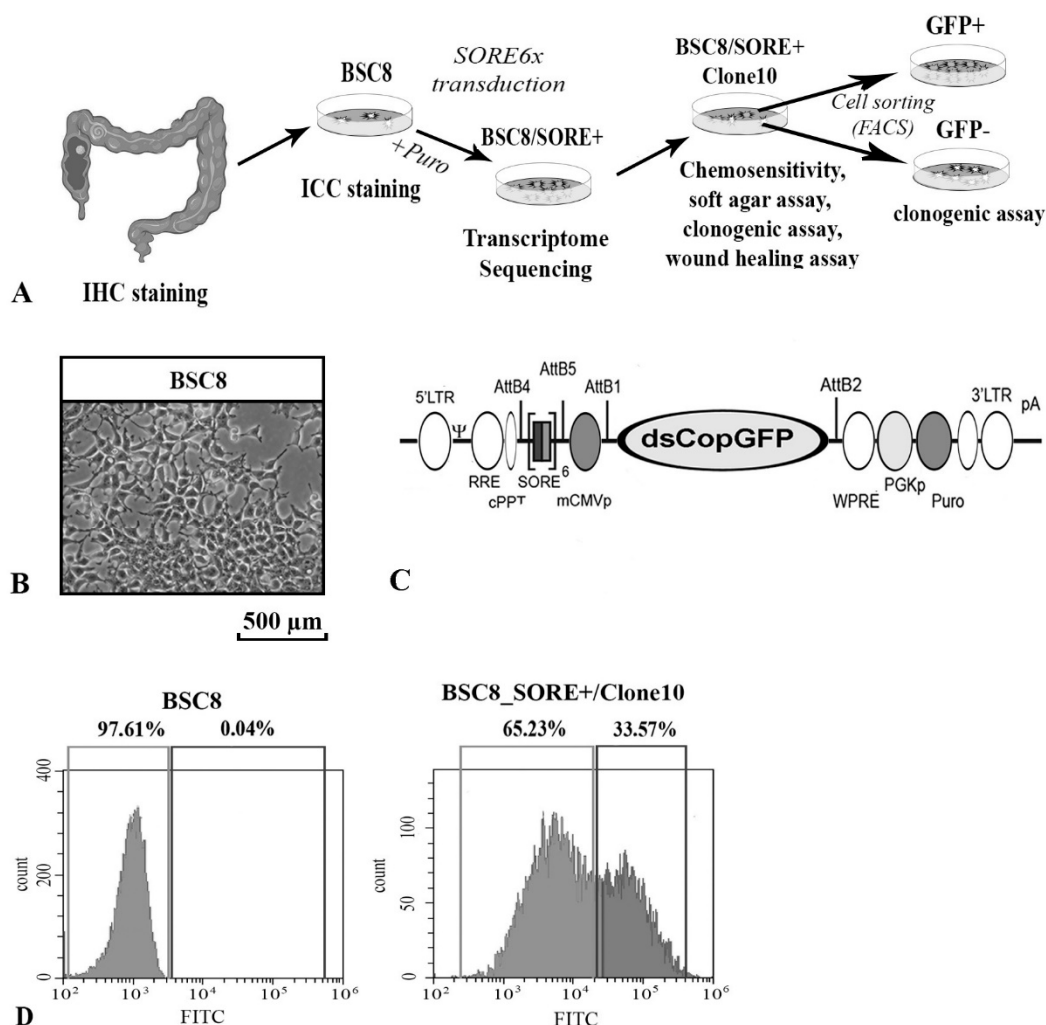 GFP+
BSC8/SORE+
Clone10
SORE6x
transduction
BSC8
Cell sorting
(FACS)
GFP-
BSC8/SORE+
+Puro
ICC staining
Chemosensitivity,
soft agar assay,
clonogenic assay,
wound healing assay
clonogenic assay
Transcriptome
Sequencing
IHC staining
A
BSC8
B
500 µm
5'LTR
Ψ
AttB4
AttB5
AttB1
AttB2
3'LTR
pA
dsCopGFP
RRE
cPPT
SORE
6
mCMVp
WPRE
PGKp
Puro
C
BSC8
97.61%
0.04%
400
200
0
count
10² 10³ 10⁴ 10⁵ 10⁶
FITC
BSC8_SORE+/Clone10
65.23%
33.57%
100
50
0
count
10² 10³ 10⁴ 10⁵ 10⁶
FITC
D